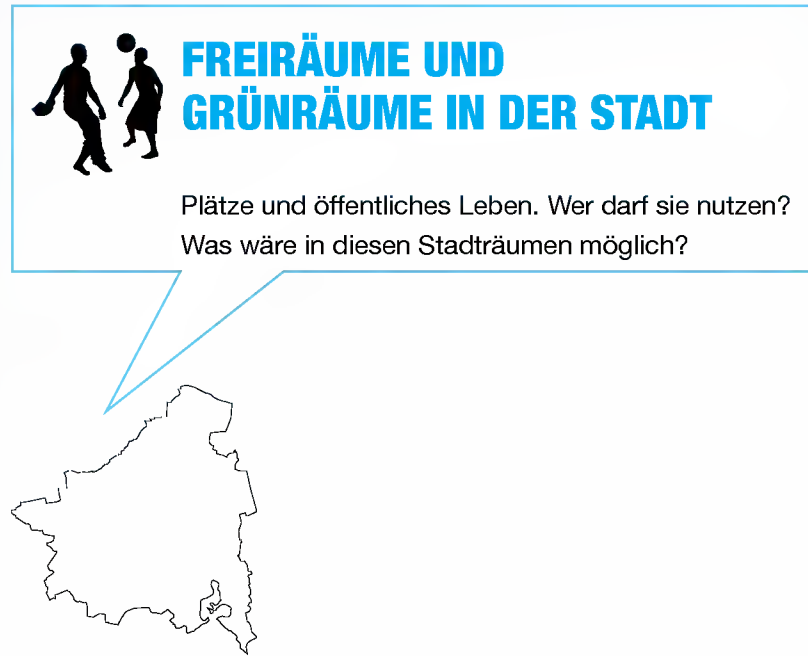 FREIRÄUME UND
GRÜNRÄUME IN DER STADT
Plätze und öffentliches Leben. Wer darf sie nutzen?
Was wäre in diesen Stadträumen möglich?